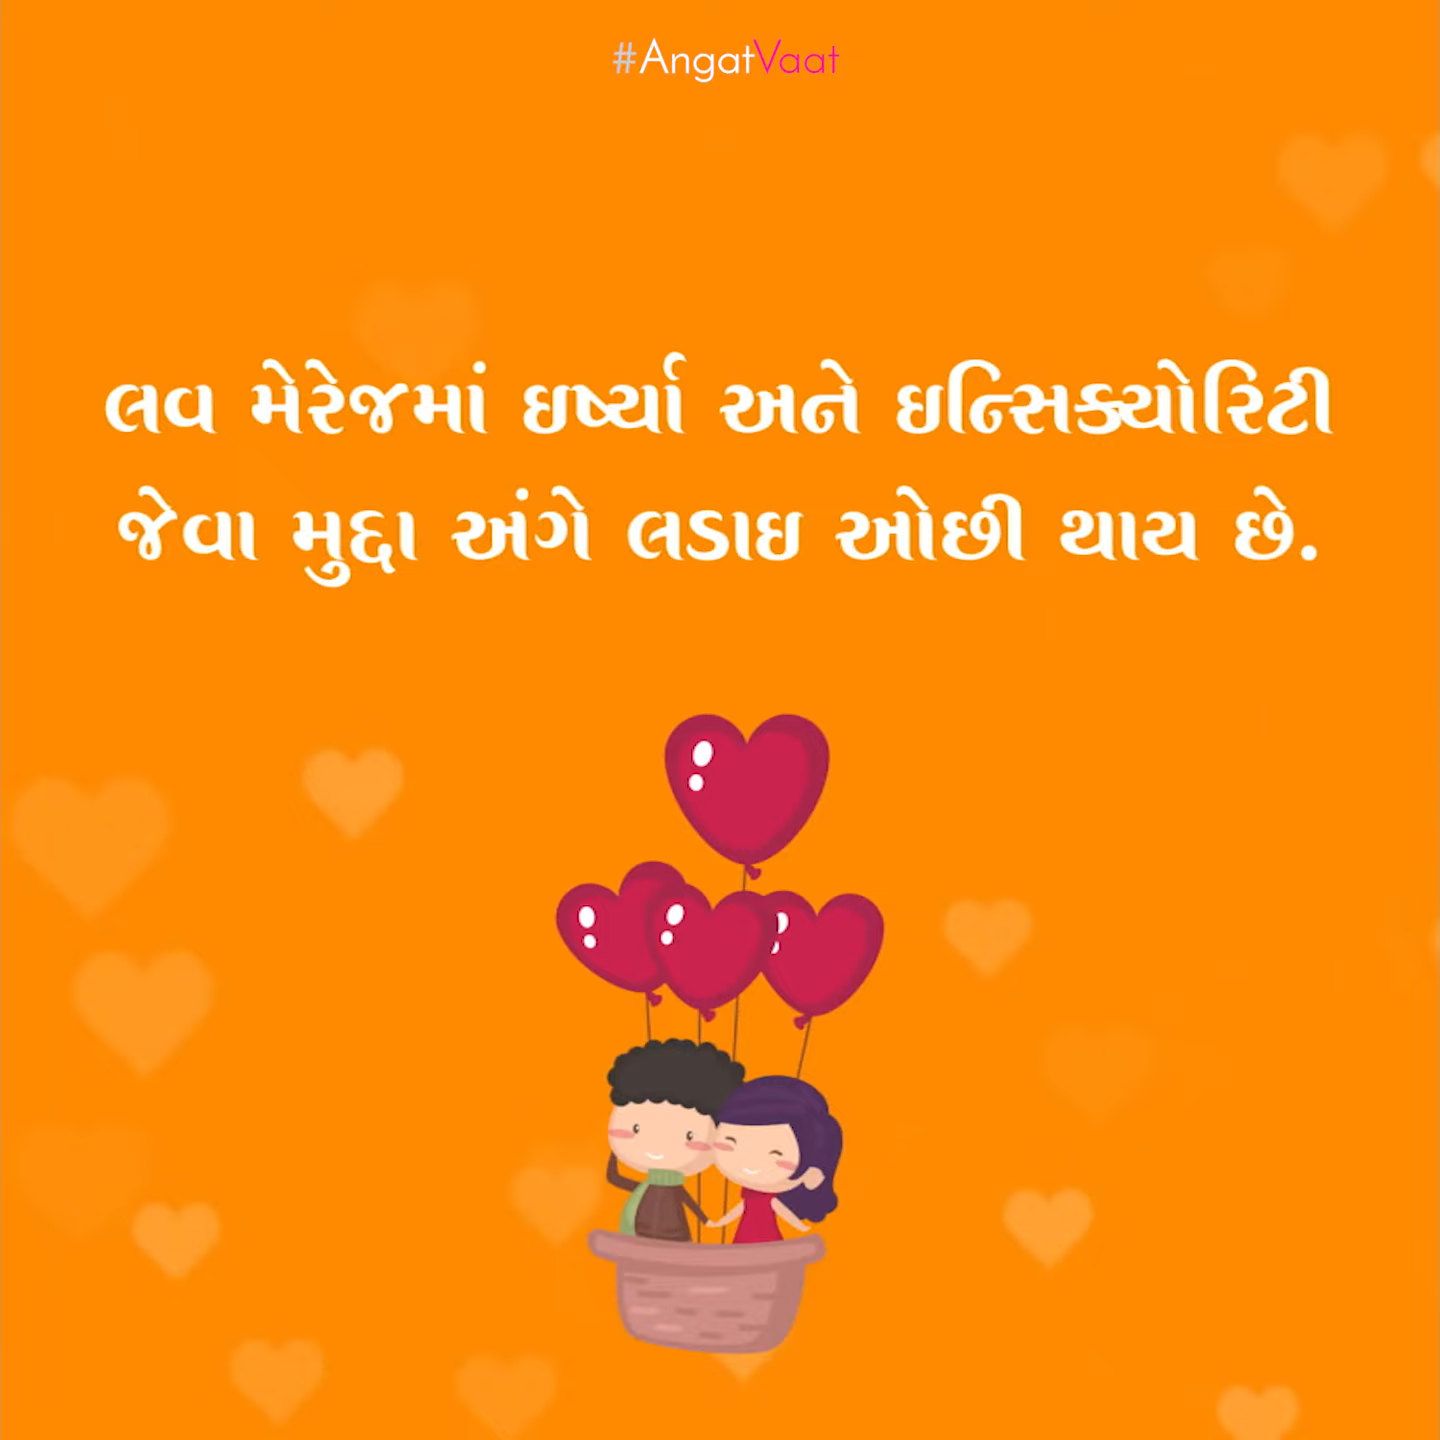 #AngatVaat
લવ મેરેજમાં ઇર્ષ્યા અને ઇન્સિક્યોરિટી
જેવા મુદ્દા અંગે લડાઇ ઓછી થાય છે.